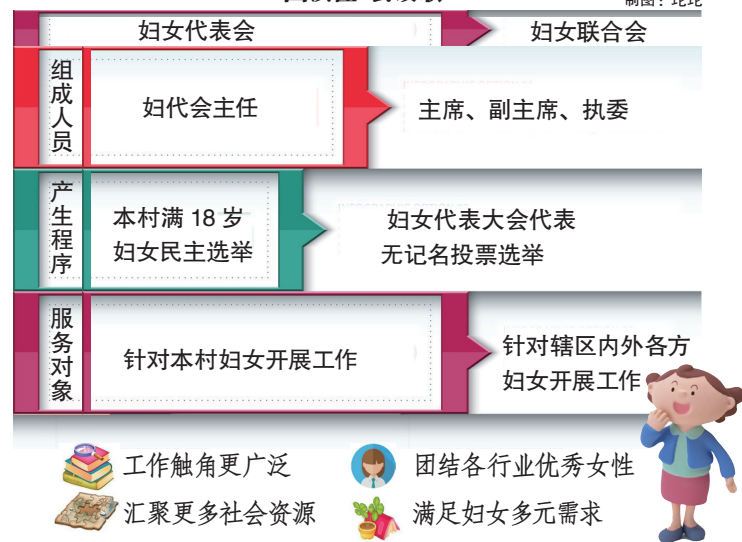 妇女代表会
妇女联合会
组成人员
妇代会主任
主席、副主席、执委
产生程序
本村满 18 岁
妇女民主选举
妇女代表大会代表
无记名投票选举
服务对象
针对本村妇女开展工作
针对辖区内外各方
妇女开展工作
工作触角更广泛
团结各行业优秀女性
汇聚更多社会资源
满足妇女多元需求